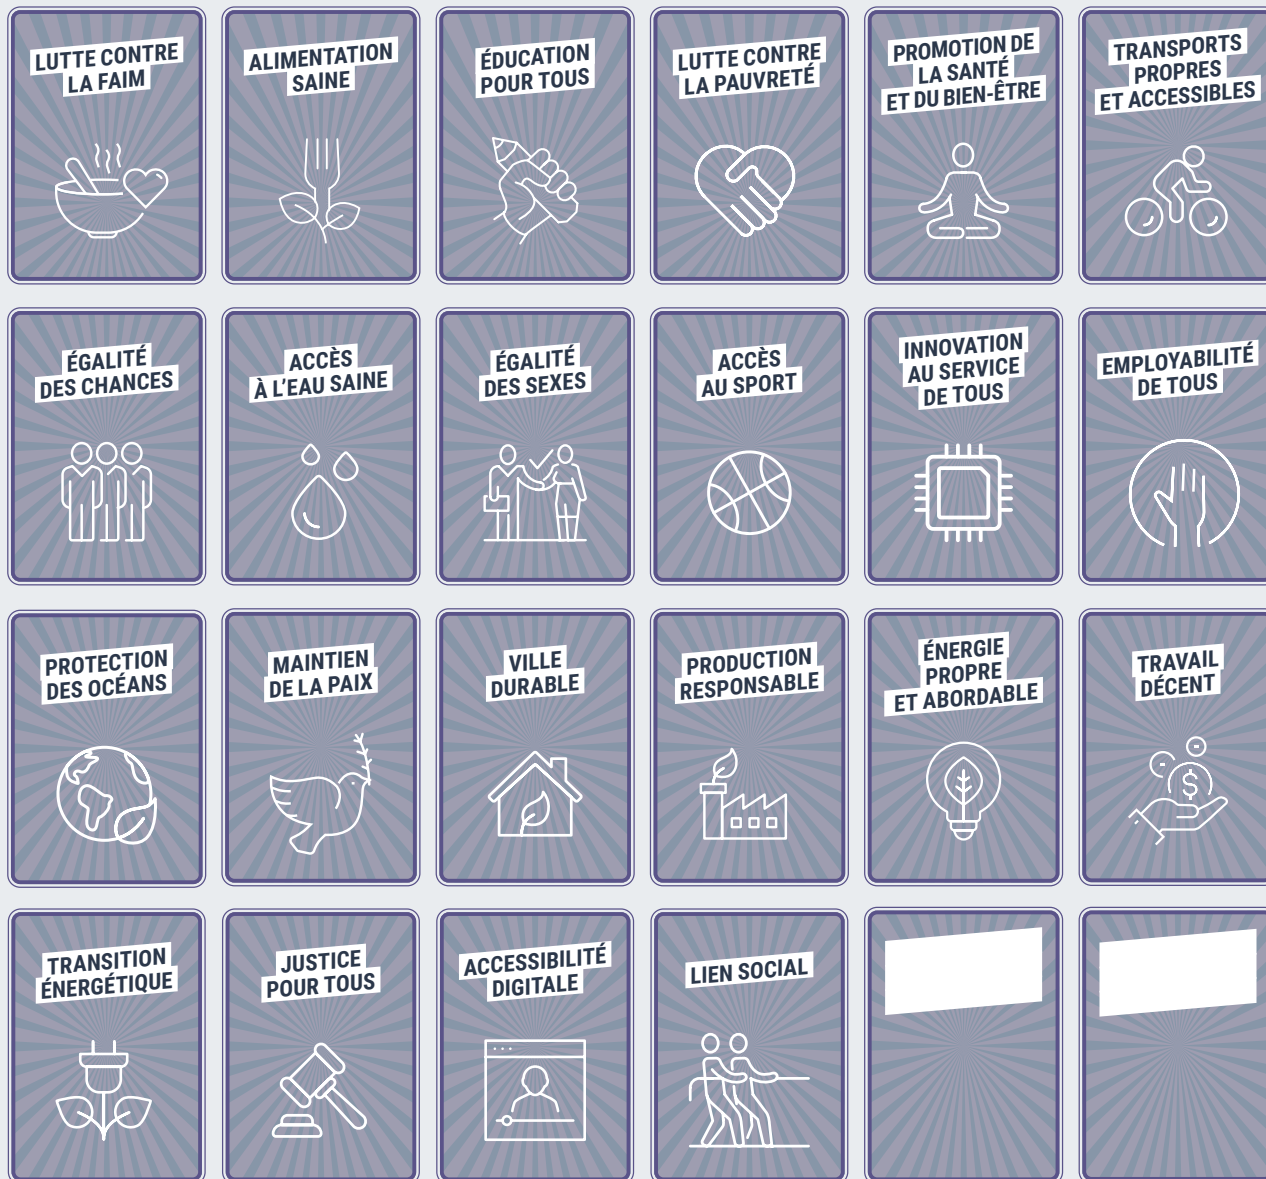 LUTTE CONTRE
LA FAIM
ALIMENTATION
SAINE
ÉDUCATION
POUR TOUS
LUTTE CONTRE
LA PAUVRETÉ
PROMOTION DE
LA SANTÉ
ET DU BIEN-ÊTRE
TRANSPORTS
PROPRES
ET ACCESSIBLES
ÉGALITÉ
DES CHANCES
ACCÈS
À L'EAU SAINE
ÉGALITÉ
DES SEXES
ACCÈS
AU SPORT
INNOVATION
AU SERVICE
DE TOUS
EMPLOYABILITÉ
DE TOUS
PROTECTION
DES OCÉANS
MAINTIEN
DE LA PAIX
VILLE
DURABLE
PRODUCTION
RESPONSABLE
ÉNERGIE
PROPRE
ET ABORDABLE
TRAVAIL
DÉCENT
$
TRANSITION
ÉNERGÉTIQUE
JUSTICE
POUR TOUS
ACCESSIBILITÉ
DIGITALE
LIEN SOCIAL